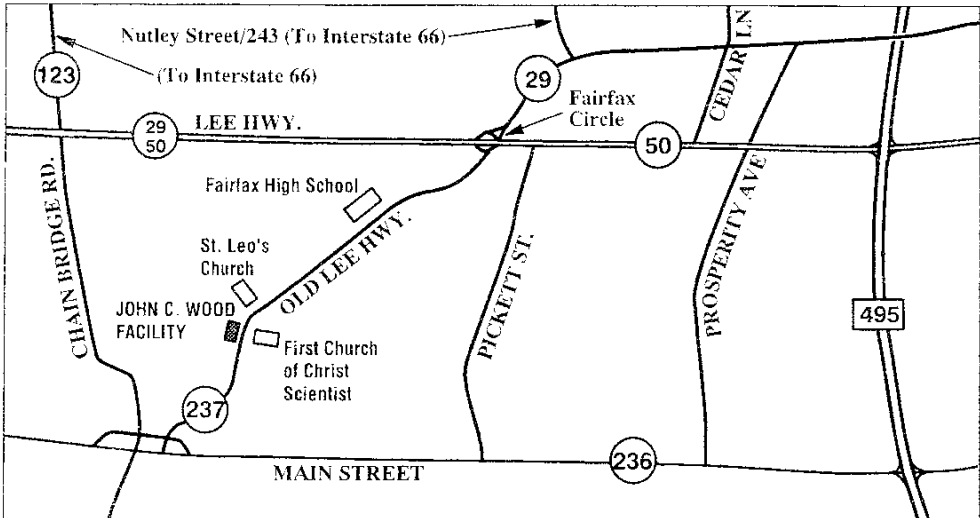 Nutley Street/243 (To Interstate 66)
(To Interstate 66)
123
29
CEDAR LN
Fairfax
Circle
29
50
LEE HWY.
50
Fairfax High School
CHAIN BRIDGE RD.
OLD LEE HWY.
PICKETT ST.
PROSPERITY AVE
St. Leo's
Church
JOHN C. WOOD
FACILITY
First Church
of Christ
Scientist
495
237
MAIN STREET
236